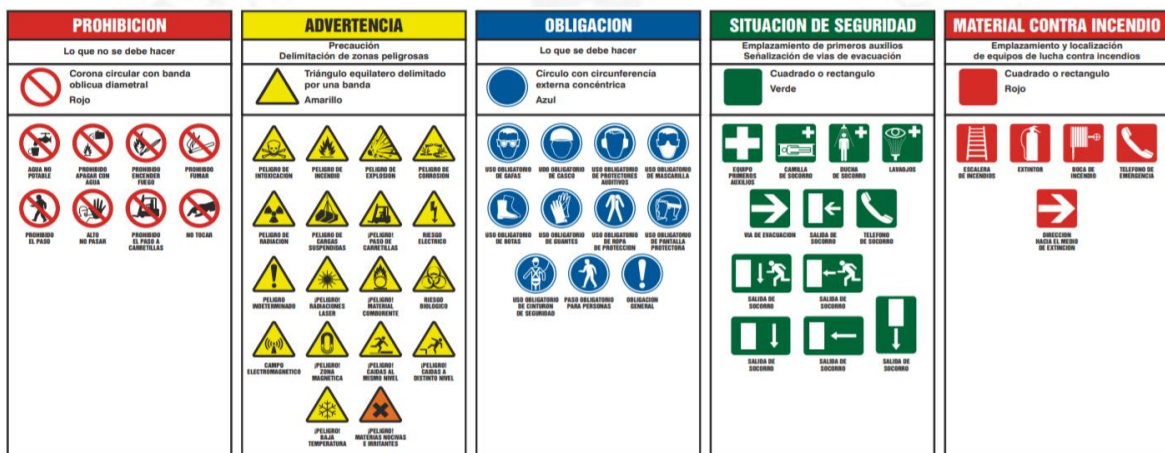 PROHIBICION
Lo que no se debe hacer
Corona circular con banda
oblicua diametral
Rojo
AGUA NO
POTABLE
PROHIBIDO
APAGAR CON
AGUA
PROHIBIDO
ENCENDER
FUEGO
PROHIBIDO
FUMAR
PROHIBIDO
EL PASO
ALTO
NO PASAR
PROHIBIDO
EL PASO A
CARRETILLAS
NO TOCAR
ADVERTENCIA
Precaución
Delimitación de zonas peligrosas
Triángulo equilatero delimitado
por una banda
Amarillo
PELIGRO DE
INTOXICACION
PELIGRO DE
INCENDIO
PELIGRO DE
EXPLOSION
PELIGRO DE
CORROSION
PELIGRO DE
RADIACION
PELIGRO DE
CARGAS
SUSPENDIDAS
¡PELIGRO!
PASO DE
CARRETILLAS
RIESGO
ELECTRICO
PELIGRO
INDETERMINADO
¡PELIGRO!
RADIACIONES
LASER
¡PELIGRO!
MATERIAL
COMBURENTE
RIESGO
BIOLOGICO
CAMPO
ELECTROMAGNETICO
¡PELIGRO!
ZONA
MAGNETICA
¡PELIGRO!
CAIDAS AL
MISMO NIVEL
¡PELIGRO!
CAIDAS A
DISTINTO NIVEL
¡PELIGRO!
BAJA
TEMPERATURA
¡PELIGRO!
MATERIAS NOCIVAS
E IRRITANTES
OBLIGACION
Lo que se debe hacer
Círculo con circunferencia
externa concéntrica
Azul
USO OBLIGATORIO
DE GAFAS
UDO OBLIGATORIO
DE CASCO
USO OBLIGATORIO
DE PROTECTORES
AUDITIVOS
USO OBLIGATORIO
DE MASCARILLA
USO OBLIGATORIO
DE BOTAS
USO OBLIGATORIO
DE GUANTES
USO OBLIGATORIO
DE ROPA
DE PROTECCION
USO OBLIGATORIO
DE PANTALLA
PROTECTORA
USO OBLIGATORIO
DE CINTURON
DE SEGURIDAD
PASO OBLIGATORIO
PARA PERSONAS
OBLIGACION
GENERAL
SITUACION DE SEGURIDAD
Emplazamiento de primeros auxilios
Señalización de vias de evacuación
Cuadrado o rectangulo
Verde
EQUIPO
PRIMEROS
AUXILIOS
CAMILLA
DE SOCORRO
DUCHA
DE SOCORRO
LAVAOJOS
VIA DE EVACUACION
SALIDA DE
SOCORRO
TELEFONO
DE SOCORRO
SALIDA DE
SOCORRO
SALIDA DE
SOCORRO
SALIDA DE
SOCORRO
SALIDA DE
SOCORRO
SALIDA DE
SOCORRO
MATERIAL CONTRA INCENDIO
Emplazamiento y localización
de equipos de lucha contra incendios
Cuadrado o rectangulo
Rojo
ESCALERA
DE INCENDIOS
EXTINTOR
BOCA DE
INCENDIO
TELEFONO DE
EMERGENCIA
DIRECCION
HACIA EL MEDIO
DE EXTINCION